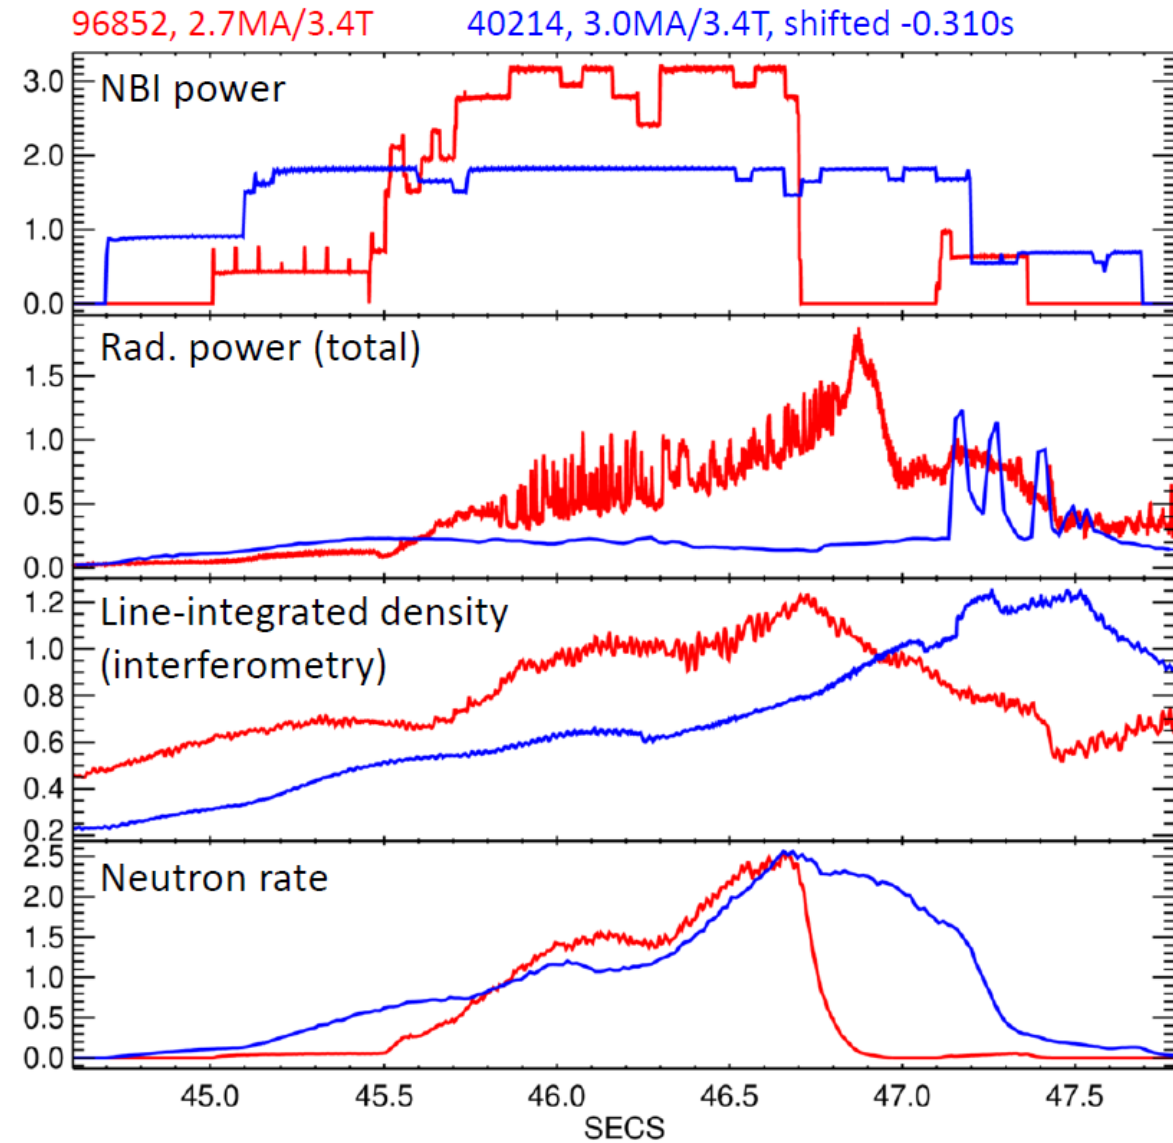 96852, 2.7MA/3.4T 40214, 3.0MA/3.4T, shifted -0.310s
NBI power
3.0
2.0
1.0
0.0
Rad. power (total)
1.5
1.0
0.5
0.0
Line-integrated density
(interferometry)
1.2
1.0
0.8
0.6
0.4
0.2
Neutron rate
2.5
2.0
1.5
1.0
0.5
0.0
45.0 45.5 46.0 46.5 47.0 47.5
SECS